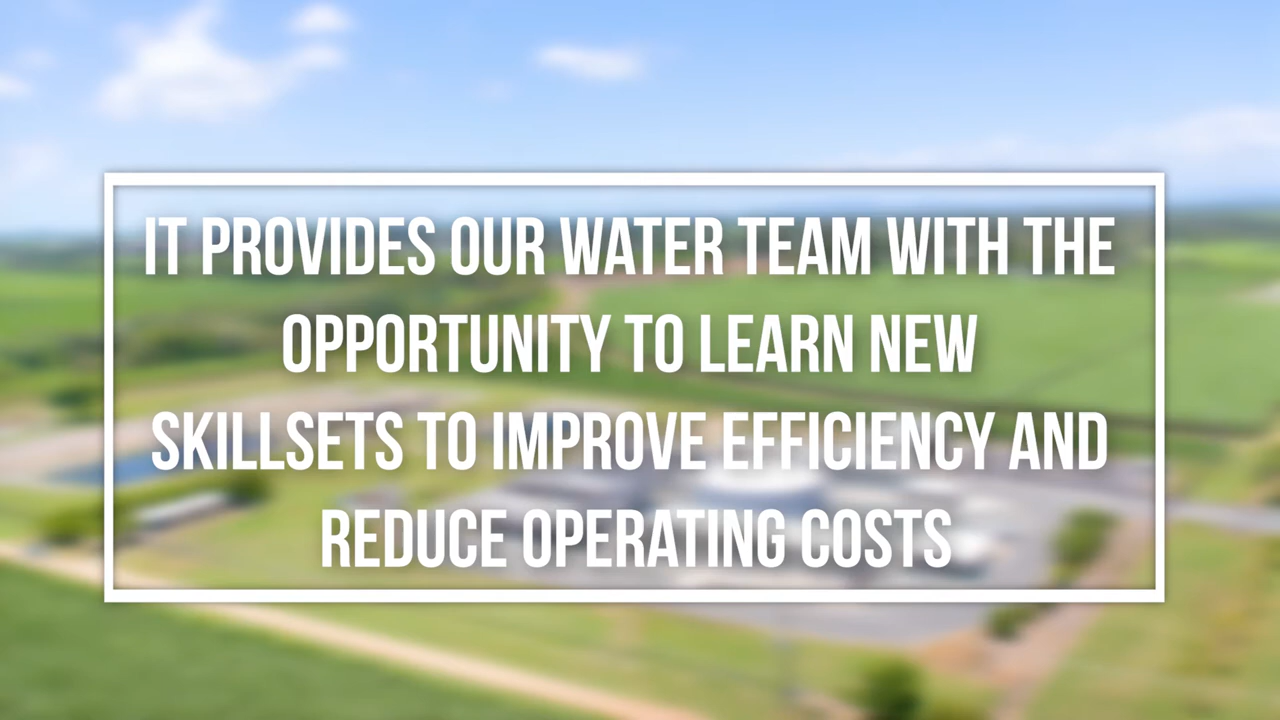 IT PROVIDES OUR WATER TEAM WITH THE
OPPORTUNITY TO LEARN NEW
SKILLSETS TO IMPROVE EFFICIENCY AND
REDUCE OPERATING COSTS